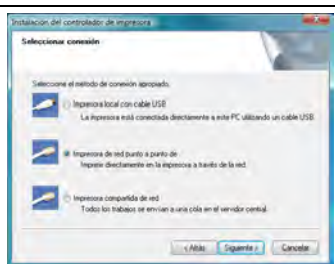 Instalación del controlador de impresora
Seleccionar conexión
Seleccione el método de conexión apropiado.
Impresora local con cable USB
La impresora está conectada directamente a este PC utilizando un cable USB.
Impresora de red punto a punto de
Imprimir directamente en la impresora a través de la red.
Impresora compartida de red
Todos los trabajos se envían a una cola en el servidor central.
< Atrás Siguiente > Cancelar